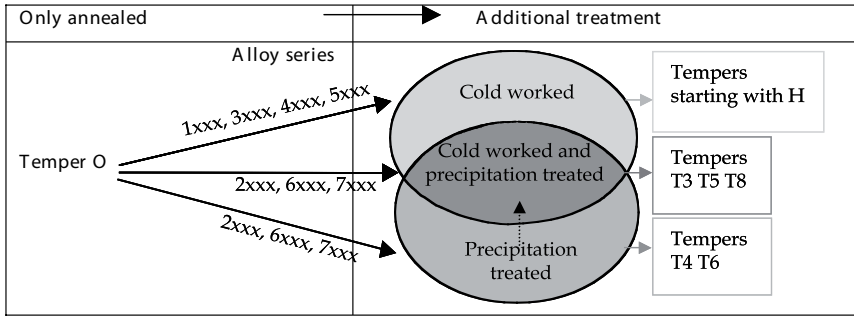 Only annealed
Additional treatment
Alloy series
1xxx, 3xxx, 4xxx, 5xxx
Cold worked
Tempers
starting with H
Temper O
2xxx, 6xxx, 7xxx
Cold worked and
precipitation treated
Tempers
T3 T5 T8
2xxx, 6xxx, 7xxx
Precipitation
treated
Tempers
T4 T6